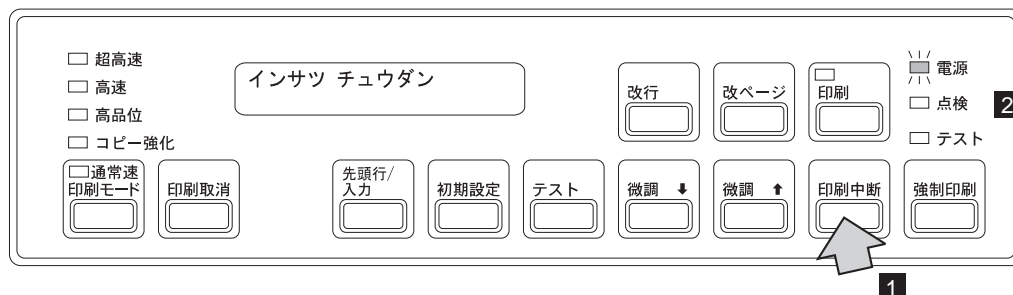 超高速
高速
高品位
コピー強化
インサツ チュウダン
改行
改ページ
印刷
電源
点検
テスト
2
通常速
印刷モード
印刷取消
先頭行/
入力
初期設定
テスト
微調 ⬇
微調 ⬆
印刷中断
強制印刷
1